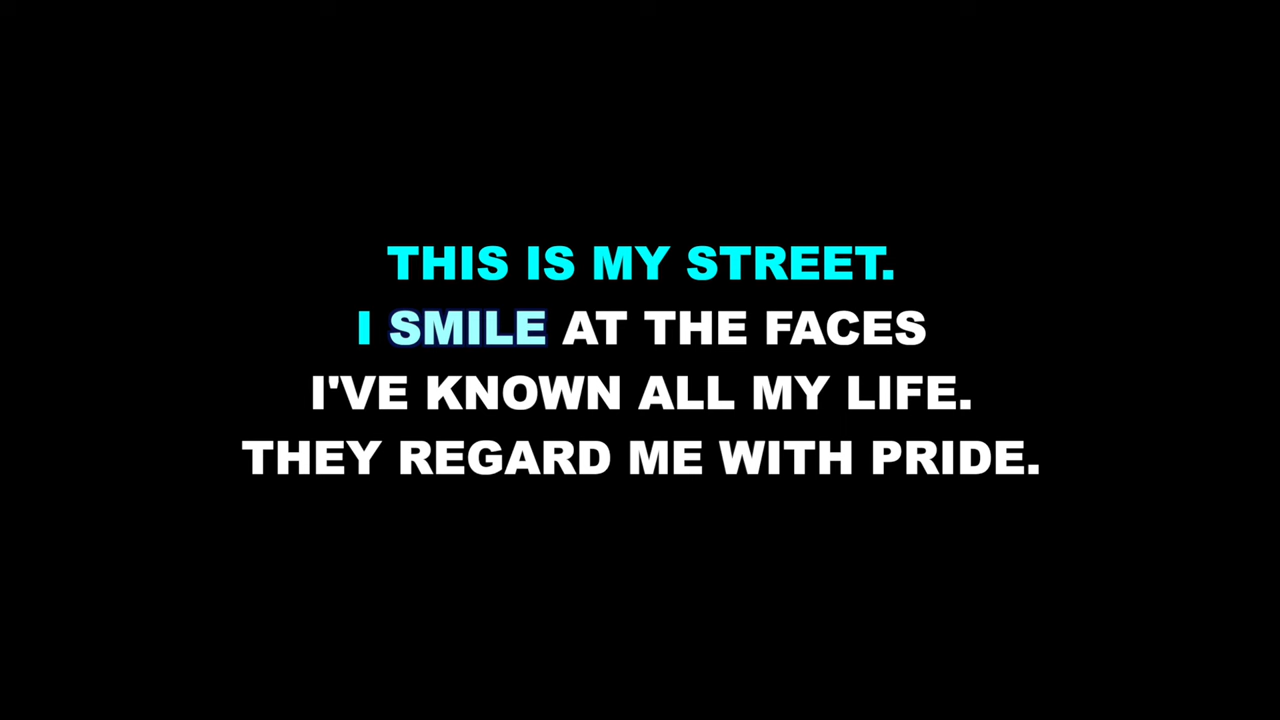 THIS IS MY STREET.
I SMILE AT THE FACES
I'VE KNOWN ALL MY LIFE.
THEY REGARD ME WITH PRIDE.